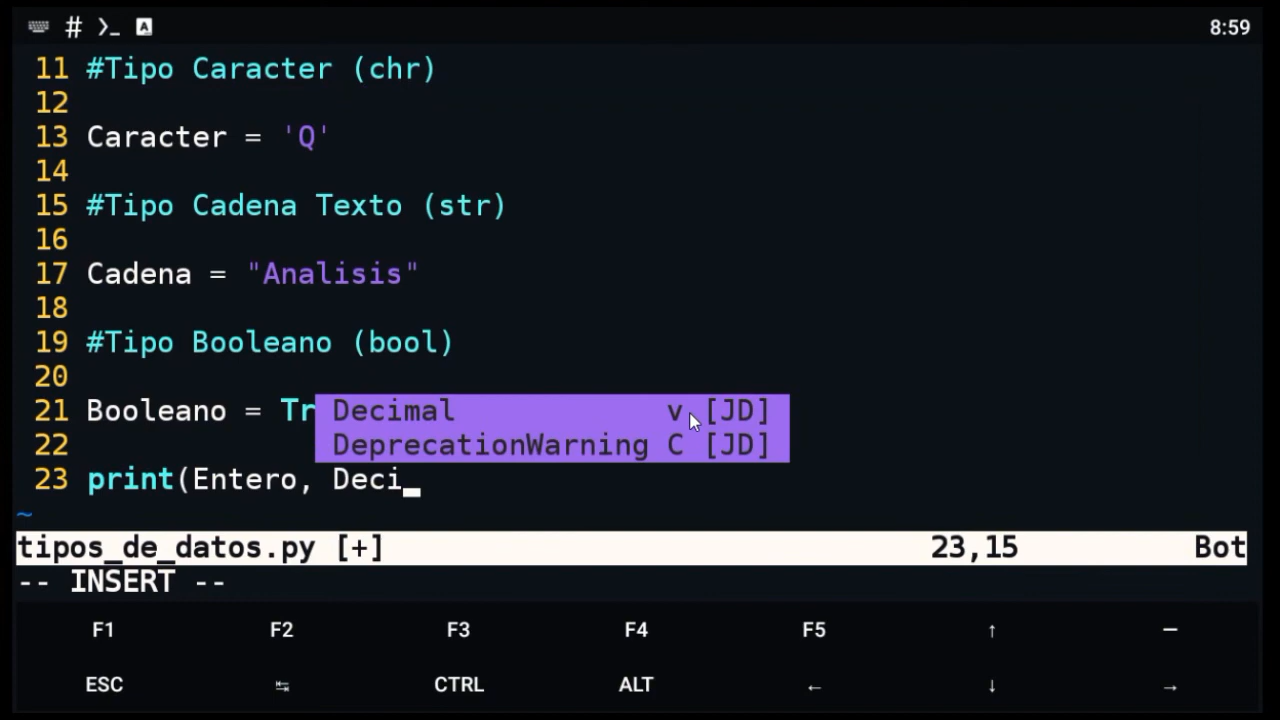 # >_ A 8:59
11 #Tipo Caracter (chr)
12
13 Caracter = 'Q'
14
15 #Tipo Cadena Texto (str)
16
17 Cadena = "Analisis"
18
19 #Tipo Booleano (bool)
20
21 Booleano = Tr Decimal v [JD]
22 DeprecationWarning C [JD]
23 print(Entero, Deci_
~
tipos_de_datos.py [+] 23,15 Bot
-- INSERT --
F1 F2 F3 F4 F5 ↑ —
ESC ↹ CTRL ALT ← ↓ →